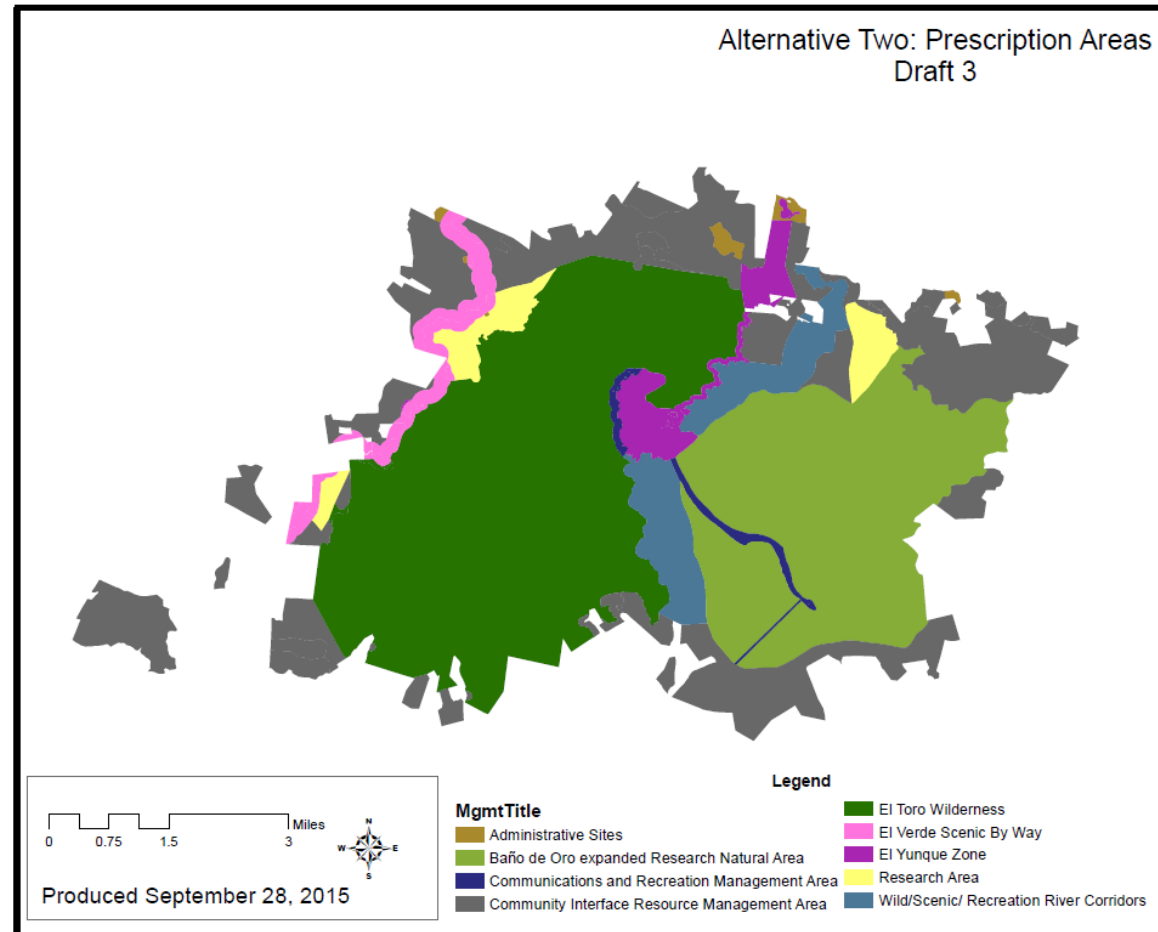 Alternative Two: Prescription Areas
Draft 3
Miles
0 0.75 1.5 3
N
W E
S
Produced September 28, 2015
Legend
MgmtTitle
Administrative Sites
Baño de Oro expanded Research Natural Area
Communications and Recreation Management Area
Community Interface Resource Management Area
El Toro Wilderness
El Verde Scenic By Way
El Yunque Zone
Research Area
Wild/Scenic/ Recreation River Corridors